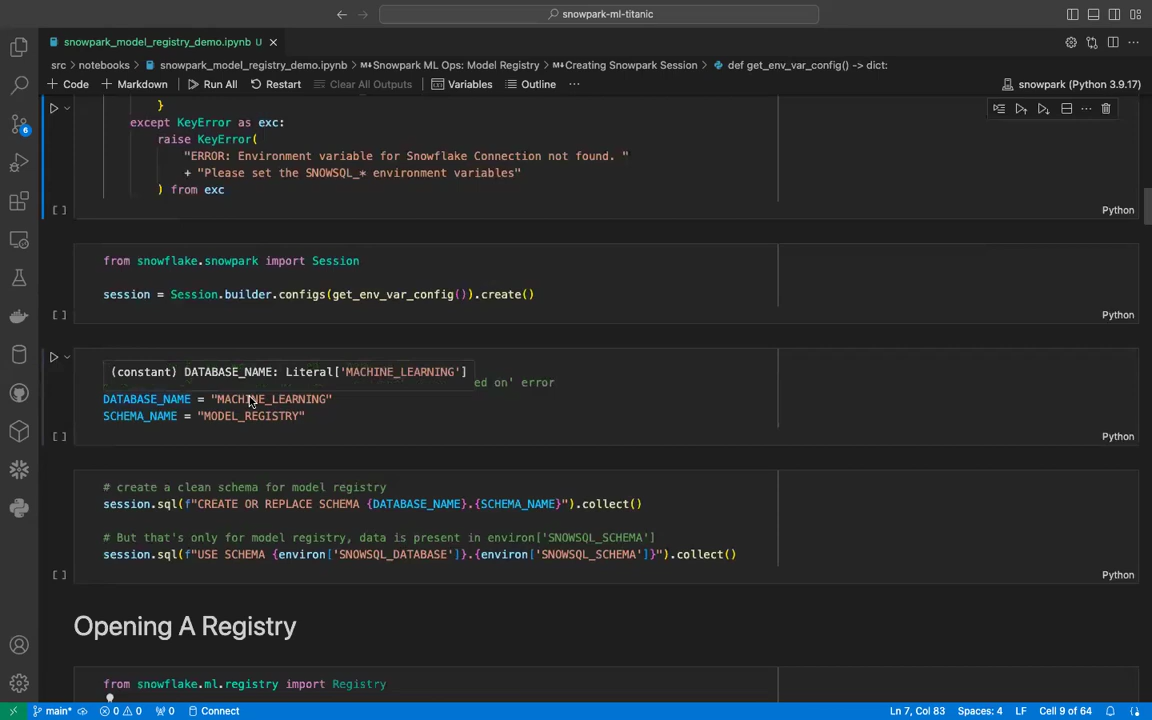 snowpark-ml-titanic
snowpark_model_registry_demo.ipynb U
src > notebooks > snowpark_model_registry_demo.ipynb > Snowpark ML Ops: Model Registry > Creating Snowpark Session > def get_env_var_config() -> dict:
+ Code + Markdown Run All Restart Clear All Outputs Variables Outline ... snowpark (Python 3.9.17)
}
except KeyError as exc:
raise KeyError(
"ERROR: Environment variable for Snowflake Connection not found. "
+ "Please set the SNOWSQL_* environment variables"
) from exc
[ ] Python
from snowflake.snowpark import Session
session = Session.builder.configs(get_env_var_config()).create()
[ ] Python
(constant) DATABASE_NAME: Literal['MACHINE_LEARNING']
ed on' error
DATABASE_NAME = "MACHINE_LEARNING"
SCHEMA_NAME = "MODEL_REGISTRY"
[ ] Python
# create a clean schema for model registry
session.sql(f"CREATE OR REPLACE SCHEMA {DATABASE_NAME}.{SCHEMA_NAME}").collect()
# But that's only for model registry, data is present in environ['SNOWSQL_SCHEMA']
session.sql(f"USE SCHEMA {environ['SNOWSQL_DATABASE']}.{environ['SNOWSQL_SCHEMA']}").collect()
[ ] Python
Opening A Registry
from snowflake.ml.registry import Registry
6
main* 0 0 0 Connect Ln 7, Col 83 Spaces: 4 LF Cell 9 of 64